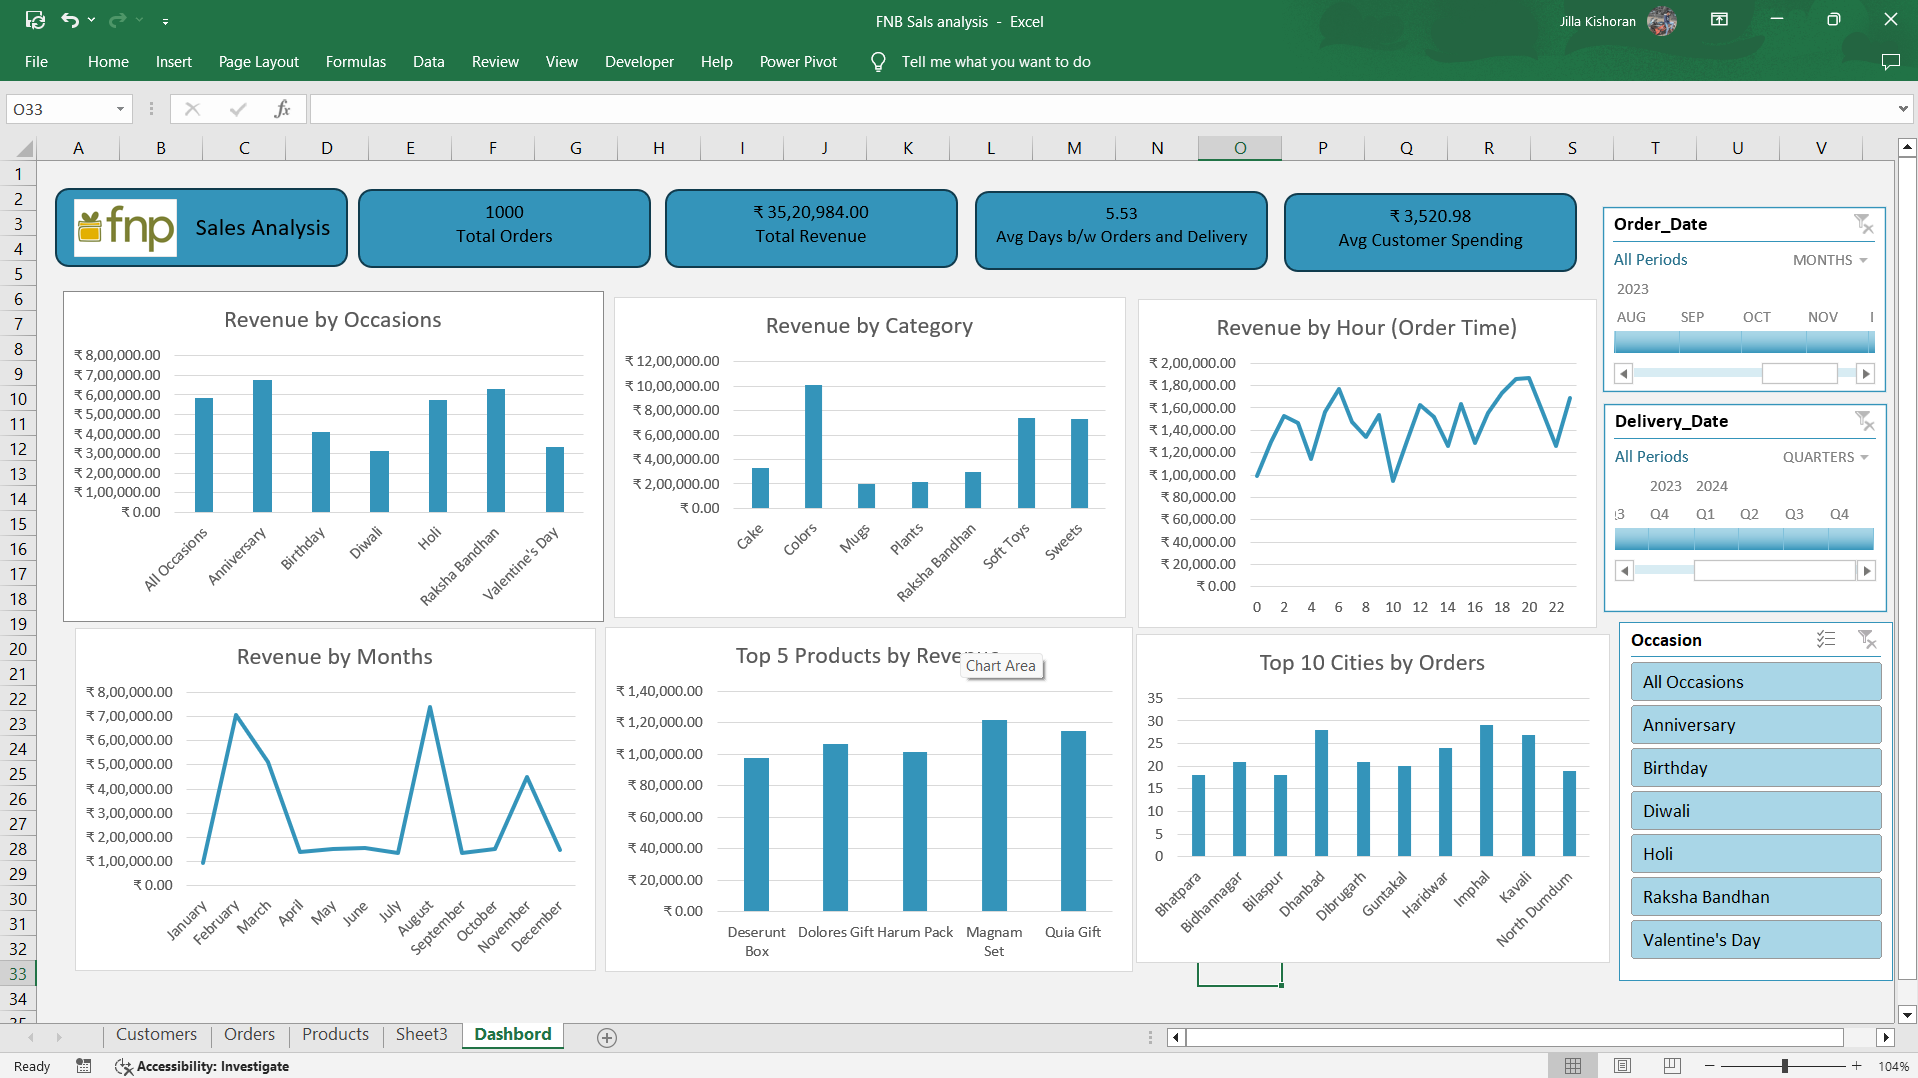 FNB Sals analysis - Excel
Jilla Kishoran
File Home Insert Page Layout Formulas Data Review View Developer Help Power Pivot Tell me what you want to do
O33
fx
A B C D E F G H I J K L M N O P Q R S T U V
1
2
3
4
5
6
7
8
9
10
11
12
13
14
15
16
17
18
19
20
21
22
23
24
25
26
27
28
29
30
31
32
33
34
35
fnp Sales Analysis
1000
Total Orders
₹ 35,20,984.00
Total Revenue
5.53
Avg Days b/w Orders and Delivery
₹ 3,520.98
Avg Customer Spending
Revenue by Occasions
₹ 8,00,000.00
₹ 7,00,000.00
₹ 6,00,000.00
₹ 5,00,000.00
₹ 4,00,000.00
₹ 3,00,000.00
₹ 2,00,000.00
₹ 1,00,000.00
₹ 0.00
All Occasions Anniversary Birthday Diwali Holi Raksha Bandhan Valentine's Day
Revenue by Category
₹ 12,00,000.00
₹ 10,00,000.00
₹ 8,00,000.00
₹ 6,00,000.00
₹ 4,00,000.00
₹ 2,00,000.00
₹ 0.00
Cake Colors Mugs Plants Raksha Bandhan Soft Toys Sweets
Revenue by Hour (Order Time)
₹ 2,00,000.00
₹ 1,80,000.00
₹ 1,60,000.00
₹ 1,40,000.00
₹ 1,20,000.00
₹ 1,00,000.00
₹ 80,000.00
₹ 60,000.00
₹ 40,000.00
₹ 20,000.00
₹ 0.00
0 2 4 6 8 10 12 14 16 18 20 22
Order_Date
All Periods MONTHS
2023
AUG SEP OCT NOV
Delivery_Date
All Periods QUARTERS
2023 2024
Q4 Q1 Q2 Q3 Q4
Revenue by Months
₹ 8,00,000.00
₹ 7,00,000.00
₹ 6,00,000.00
₹ 5,00,000.00
₹ 4,00,000.00
₹ 3,00,000.00
₹ 2,00,000.00
₹ 1,00,000.00
₹ 0.00
January February March April May June July August September October November December
Top 5 Products by Revenue
Chart Area
₹ 1,40,000.00
₹ 1,20,000.00
₹ 1,00,000.00
₹ 80,000.00
₹ 60,000.00
₹ 40,000.00
₹ 20,000.00
₹ 0.00
Deserunt Dolores Gift Harum Pack Magnam Quia Gift
Box Set
Top 10 Cities by Orders
35
30
25
20
15
10
5
0
Bhatpara Bidhannagar Bilaspur Dhanbad Dibrugarh Guntakal Haridwar Imphal Kavali North Dumdum
Occasion
All Occasions
Anniversary
Birthday
Diwali
Holi
Raksha Bandhan
Valentine's Day
Customers Orders Products Sheet3 Dashbord
Ready Accessibility: Investigate 104%